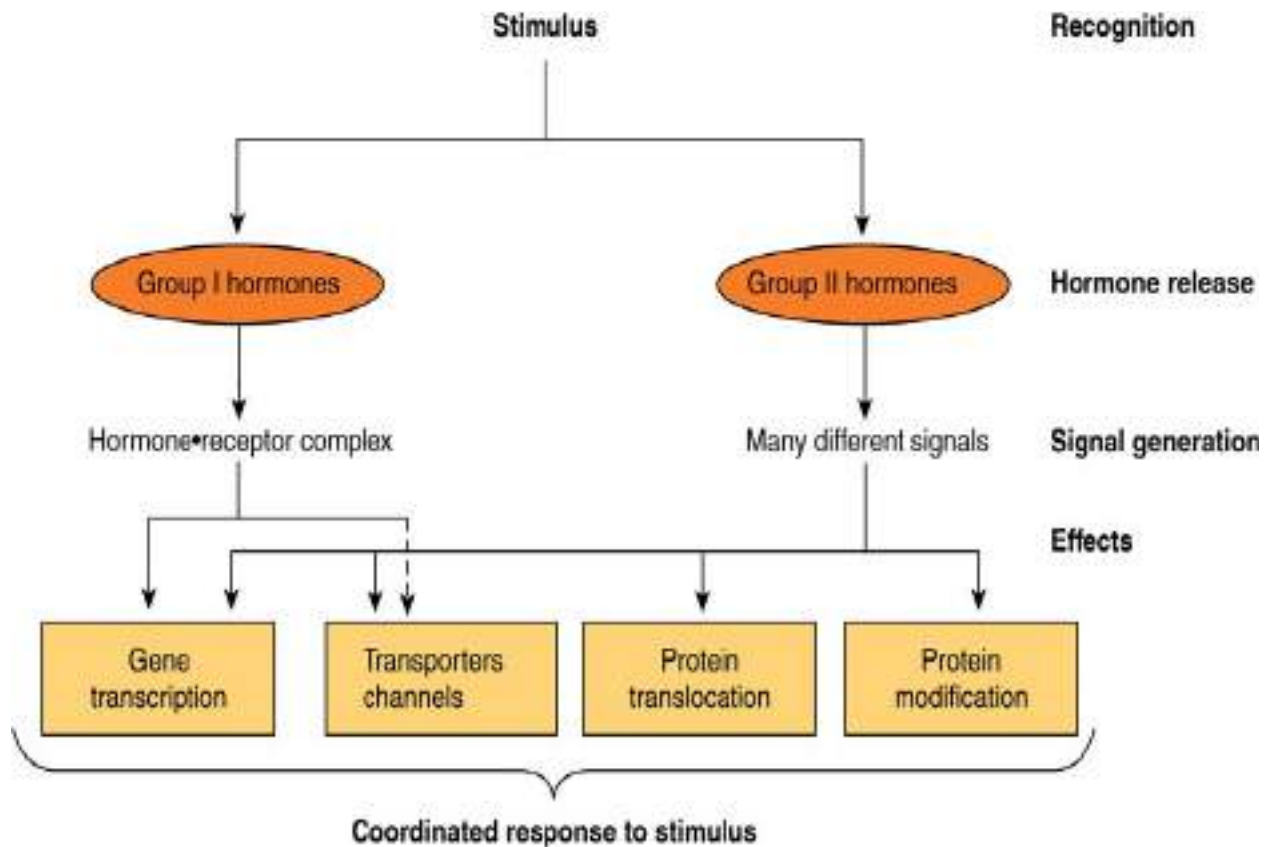 Stimulus
Recognition
Group I hormones
Group II hormones
Hormone release
Hormone•receptor complex
Many different signals
Signal generation
Effects
Gene
transcription
Transporters
channels
Protein
translocation
Protein
modification
Coordinated response to stimulus